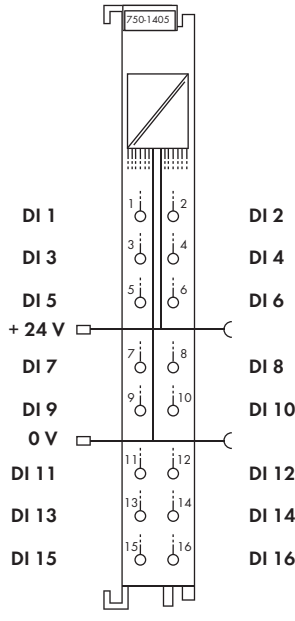 750-1405
DI 1 1 2 DI 2
DI 3 3 4 DI 4
DI 5 5 6 DI 6
+ 24 V
DI 7 7 8 DI 8
DI 9 9 10 DI 10
0 V
DI 11 11 12 DI 12
DI 13 13 14 DI 14
DI 15 15 16 DI 16